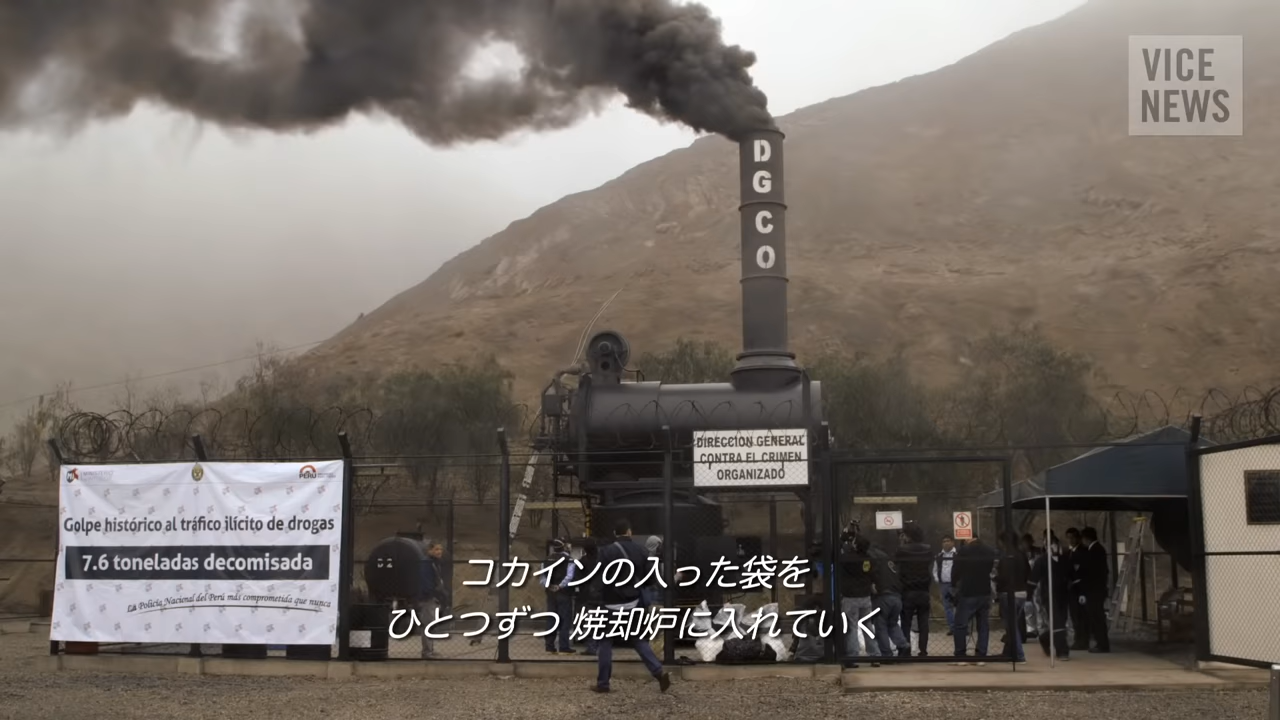 VICE
NEWS
D
G
C
O
DIRECCION GENERAL
CONTRA EL CRIMEN
ORGANIZADO
PERÚ
Golpe histórico al tráfico ilícito de drogas
7.6 toneladas decomisada
La Policía Nacional del Perú más comprometida que nunca
コカインの入った袋を
ひとつずつ 焼却炉に入れていく